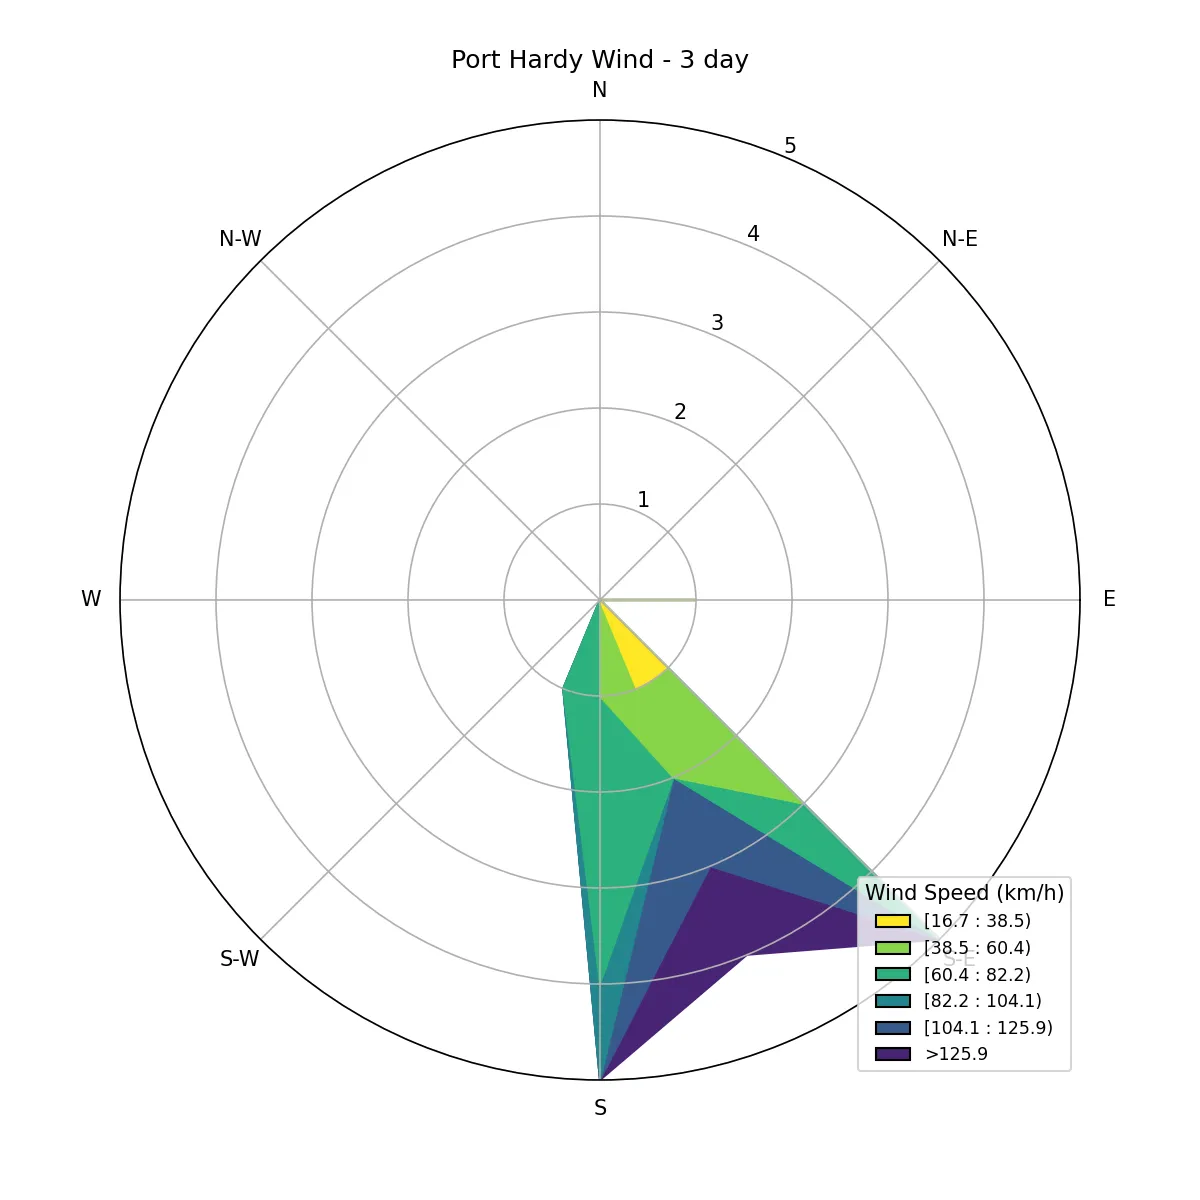 Port Hardy Wind - 3 day
N
5
N-W
4
N-E
3
2
1
W
E
Wind Speed (km/h)
[16.7 : 38.5)
[38.5 : 60.4)
S-W
S-E
[60.4 : 82.2)
[82.2 : 104.1)
[104.1 : 125.9)
>125.9
S